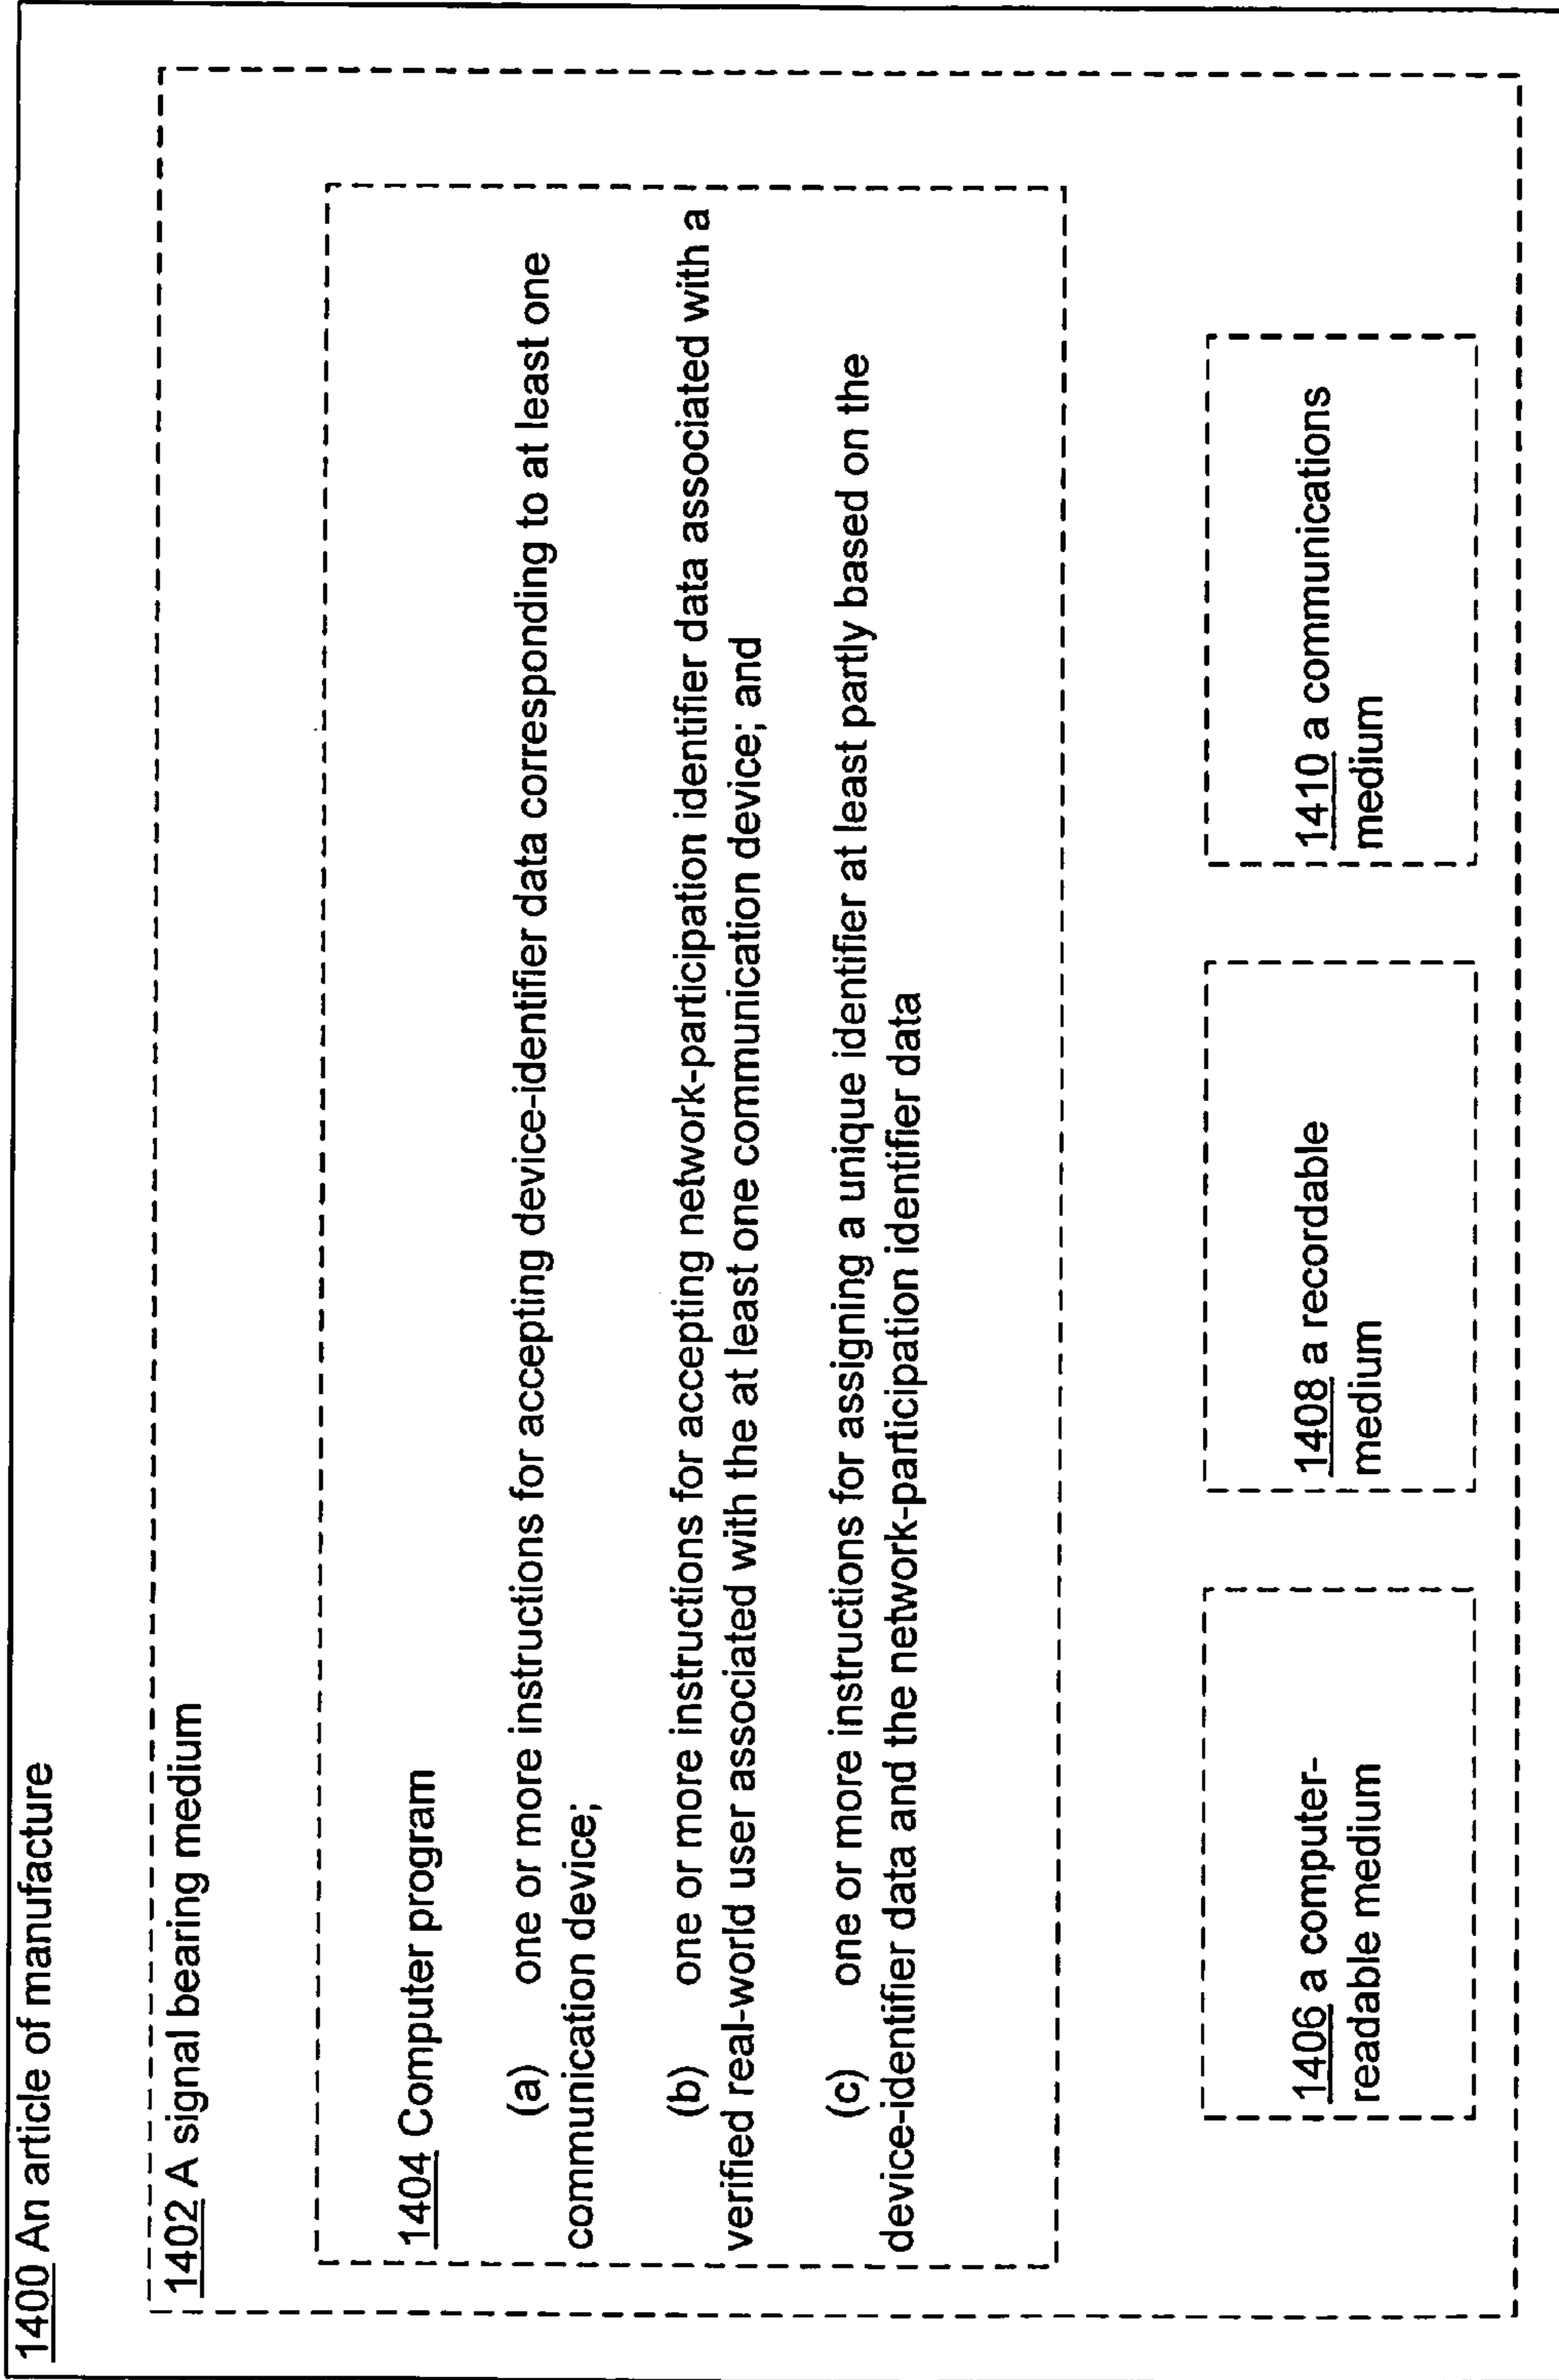 1400 An article of manufacture
1402 A signal bearing medium
1404 Computer program
(a) one or more instructions for accepting device-identifier data corresponding to at least one
communication device;
(b) one or more instructions for accepting network-participation identifier data associated with a
verified real-world user associated with the at least one communication device; and
(c) one or more instructions for assigning a unique identifier at least partly based on the
device-identifier data and the network-participation identifier data
1406 a computer-
readable medium
1408 a recordable
medium
1410 a communications
medium